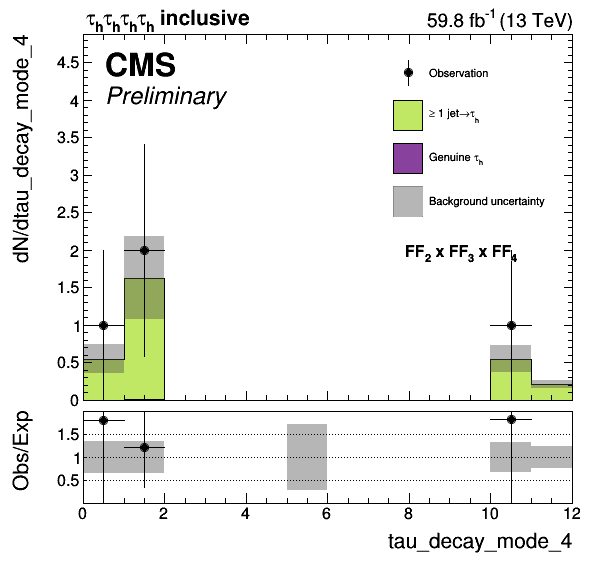 τhτhτhτh inclusive
59.8 fb-1 (13 TeV)
dN/dtau_decay_mode_4
CMS
Preliminary
Observation
≥ 1 jet→τh
Genuine τh
Background uncertainty
FF2 x FF3 x FF4
4.5
4
3.5
3
2.5
2
1.5
1
0.5
0
Obs/Exp
1.5
1
0.5
0 2 4 6 8 10 12
tau_decay_mode_4